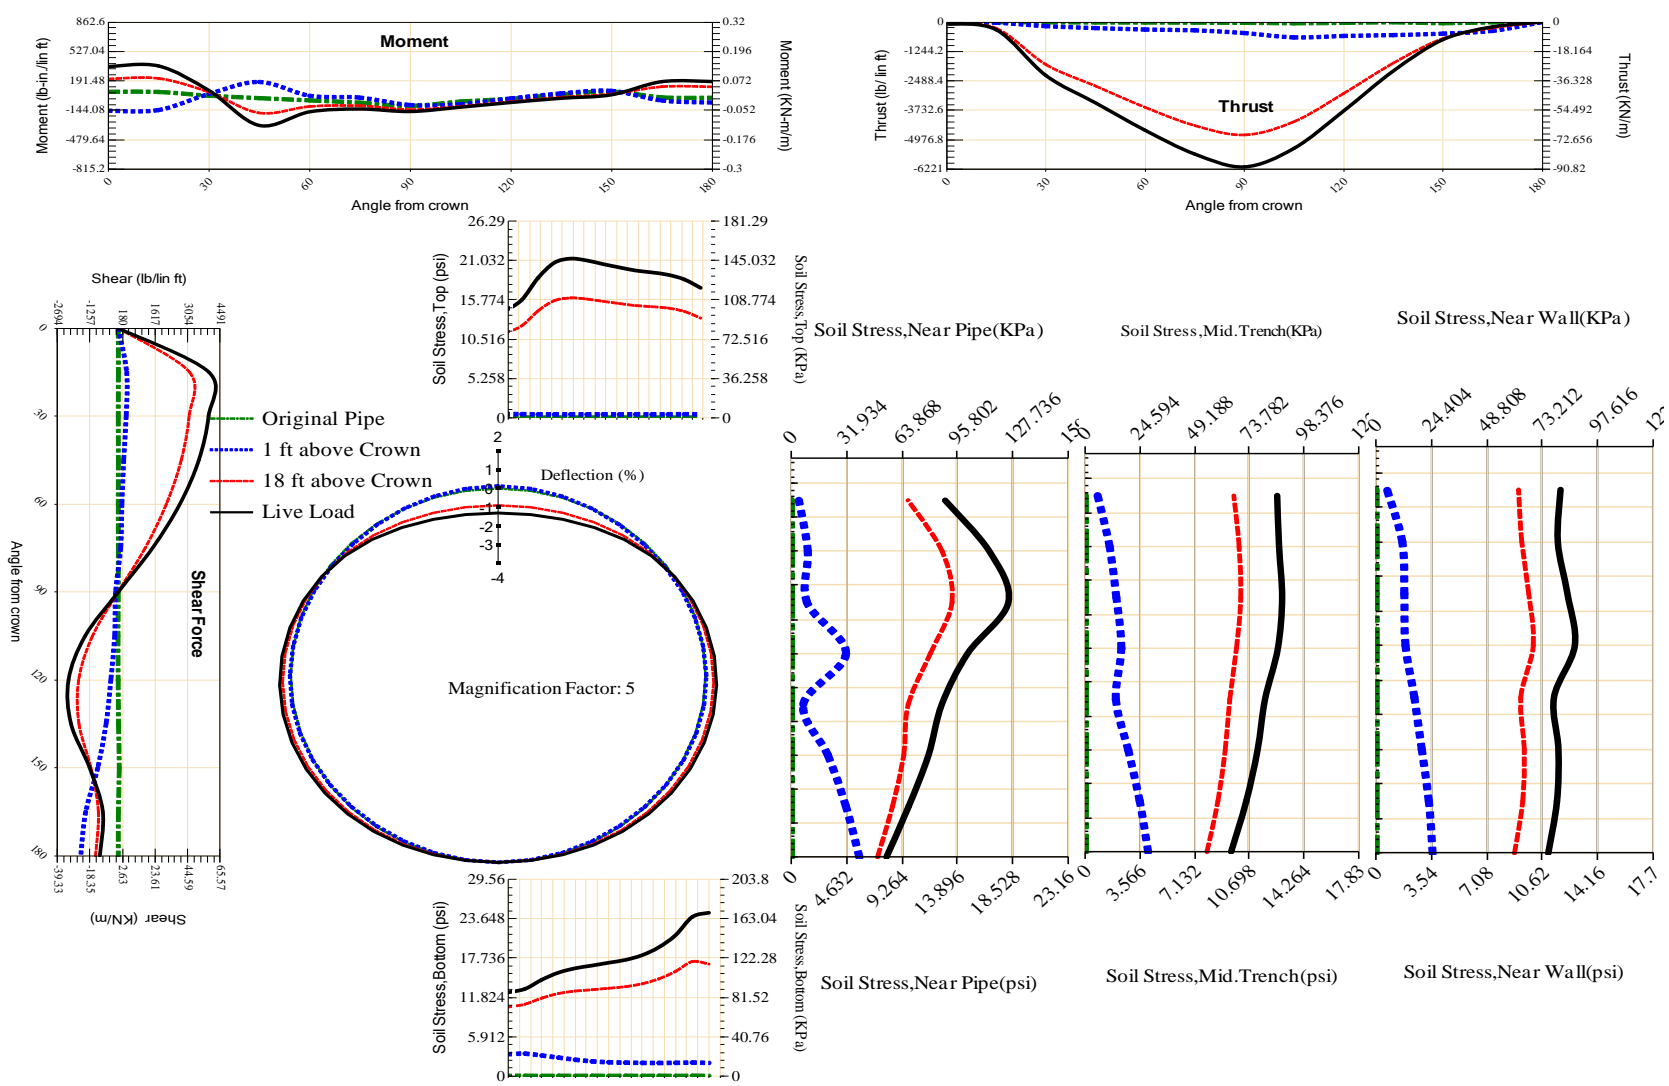 Moment
862.6
527.04
191.48
-144.08
-479.64
-815.2
Moment (lb-in./lin ft)
0.32
0.196
0.072
-0.052
-0.176
-0.3
Moment (KN-m/m)
0 30 60 90 120 150 180
Angle from crown
Thrust
0
-1244.2
-2488.4
-3732.6
-4976.8
-6221
Thrust (lb/ lin ft)
0
-18.164
-36.328
-54.492
-72.656
-90.82
Thrust (KN/m)
0 30 60 90 120 150 180
Angle from crown
26.29
21.032
15.774
10.516
5.258
0
Soil Stress,Top (psi)
181.29
145.032
108.774
72.516
36.258
0
Soil Stress,Top (KPa)
Shear (lb/lin ft)
-2694 -1257 180 1617 3054 4491
0
30
60
90
120
150
180
Angle from crown
Shear Force
-39.33 -18.35 2.63 23.61 44.59 65.57
Shear (KN/m)
Original Pipe
1 ft above Crown
18 ft above Crown
Live Load
2
1
0
-1
-2
-3
-4
Deflection (%)
Magnification Factor: 5
29.56
23.648
17.736
11.824
5.912
0
Soil Stress,Bottom (psi)
203.8
163.04
122.28
81.52
40.76
0
Soil Stress,Bottom (KPa)
Soil Stress,Near Pipe(KPa)
0 31.934 63.868 95.802 127.736
0 4.632 9.264 13.896 18.528 23.16
Soil Stress,Near Pipe(psi)
Soil Stress,Mid.Trench(KPa)
0 24.594 49.188 73.782 98.376
0 3.566 7.132 10.698 14.264 17.83
Soil Stress,Mid.Trench(psi)
Soil Stress,Near Wall(KPa)
0 24.404 48.808 73.212 97.616
0 3.54 7.08 10.62 14.16 17.7
Soil Stress,Near Wall(psi)